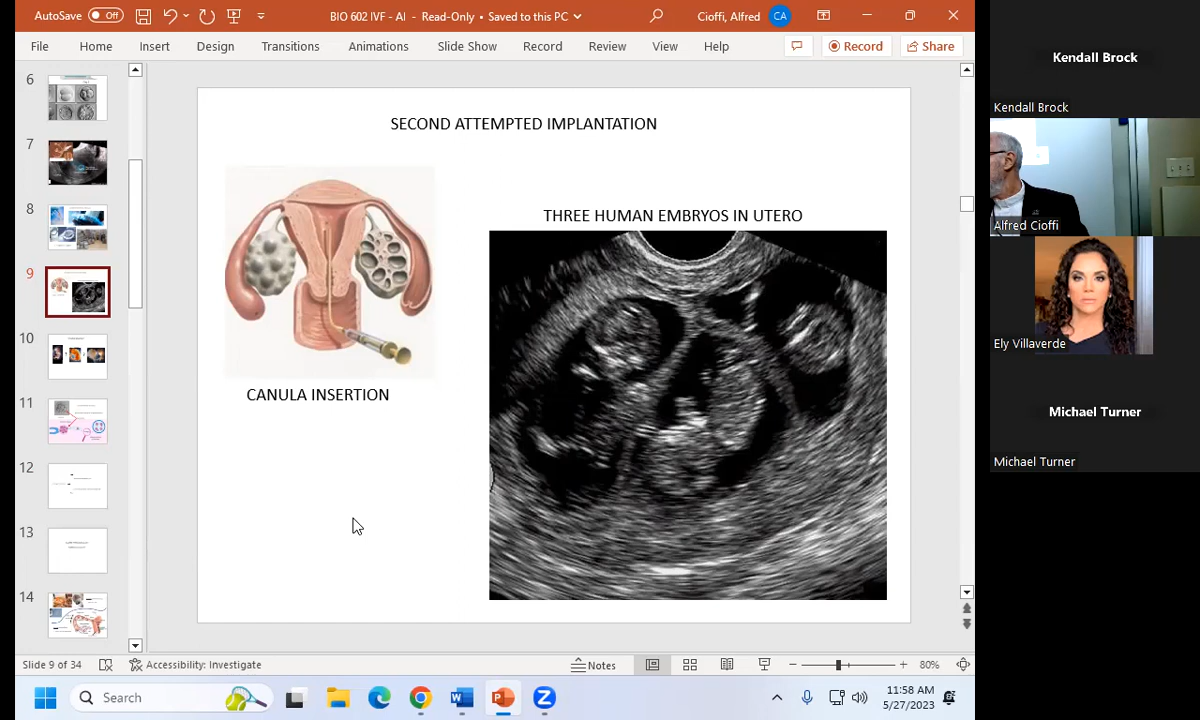 AutoSave Off BIO 602 IVF - AI - Read-Only • Saved to this PC Cioffi, Alfred CA
File Home Insert Design Transitions Animations Slide Show Record Review View Help Record Share
6
7
8
9
10
11
12
13
14
SECOND ATTEMPTED IMPLANTATION
THREE HUMAN EMBRYOS IN UTERO
CANULA INSERTION
Slide 9 of 34 Accessibility: Investigate Notes 80%
Search 11:58 AM
5/27/2023
Kendall Brock
Kendall Brock
Alfred Cioffi
Ely Villaverde
Michael Turner
Michael Turner